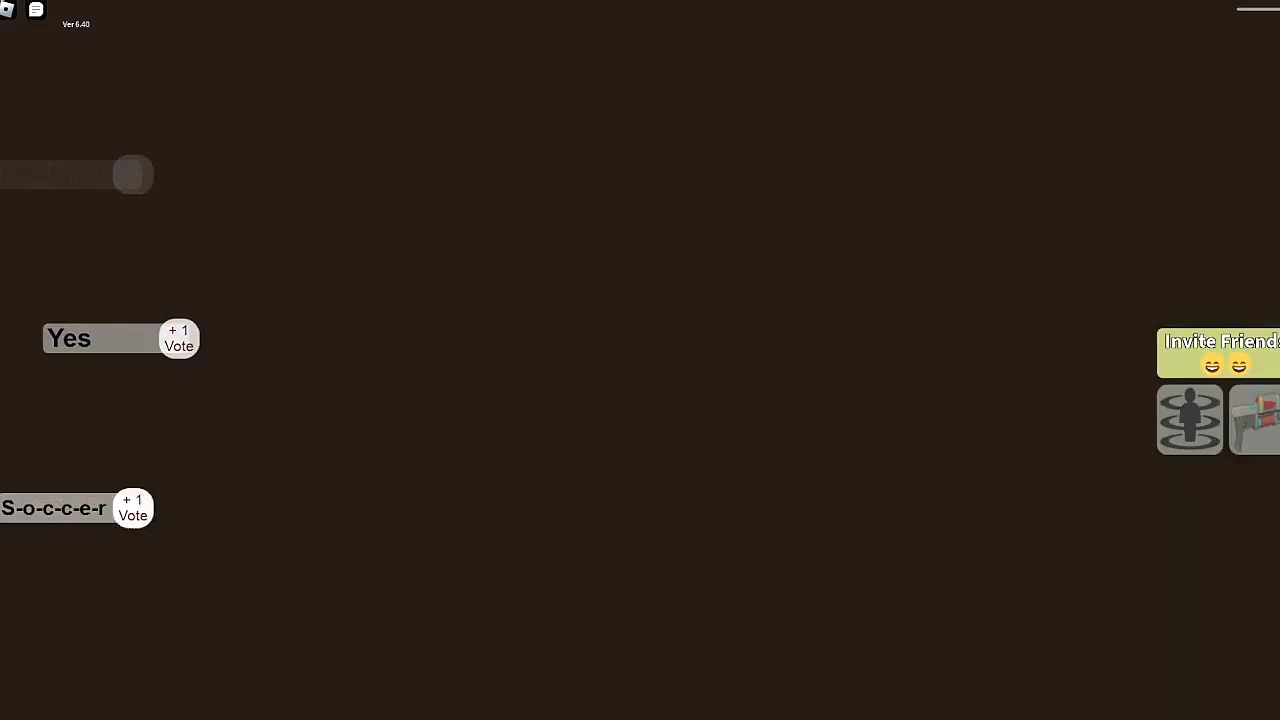 Ver 6.40
Yes
+ 1
Vote
Invite Friends
S-o-c-c-e-r
+ 1
Vote